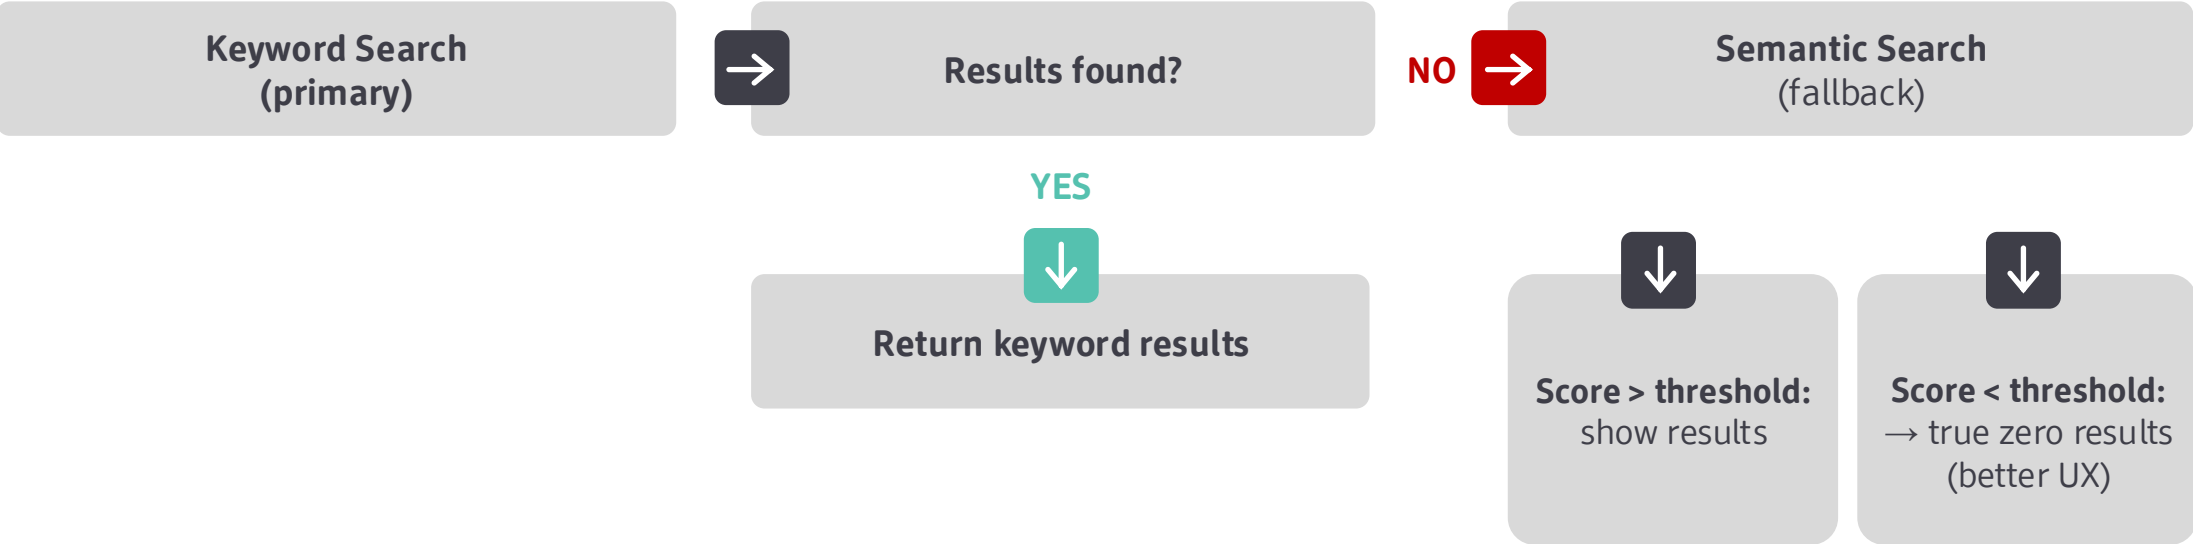 Keyword Search
(primary)
Results found?
NO
Semantic Search
(fallback)
YES
Return keyword results
Score > threshold:
show results
Score < threshold:
→ true zero results
(better UX)